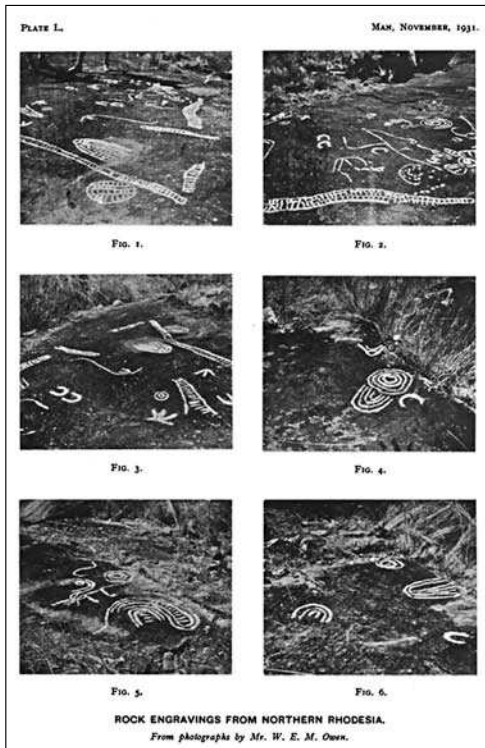 PLATE L.
MAN, NOVEMBER, 1931.
FIG. 1.
FIG. 2.
FIG. 3.
FIG. 4.
FIG. 5.
FIG. 6.
ROCK ENGRAVINGS FROM NORTHERN RHODESIA.
From photographs by Mr. W. E. M. Owen.